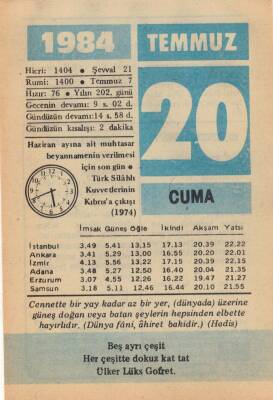 1984 TEMMUZ
Hicri: 1404 • Şevval 21
Rumî: 1400 • Temmuz 7
Hızır: 76 • Yılın 202. günü
Gecenin devamı: 9 s. 02 d.
Gündüzün devamı: 14 s. 58 d.
Gündüzün kısalışı: 2 dakika
20
CUMA
Haziran ayına ait muhtasar
beyannamenin verilmesi
için son gün •
Türk Silâhlı
Kuvvetlerinin
Kıbrıs'a çıkışı
(1974)
İmsak Güneş Öğle İkindi Akşam Yatsı
İstanbul 3,49 5,41 13,15 17,13 20,39 22,22
Ankara 3,41 5,29 13,00 16,55 20,20 22,01
İzmir 4,13 5,56 13,22 17,15 20,39 22,15
Adana 3,48 5,27 12,50 16,40 20,04 21,35
Erzurum 3,07 4,55 12,26 16,22 19,47 21,27
Samsun 3,18 5,11 12,46 16,44 20,10 21,55
Cennette bir yay kadar az bir yer, (dünyada) üzerine
güneş doğan veya batan şeylerin hepsinden elbette
hayırlıdır. (Dünya fâni, âhiret bakidir.) (Hadîs)
Beş ayrı çeşit
Her çeşitte dokuz kat tat
Ülker Lüks Gofret.